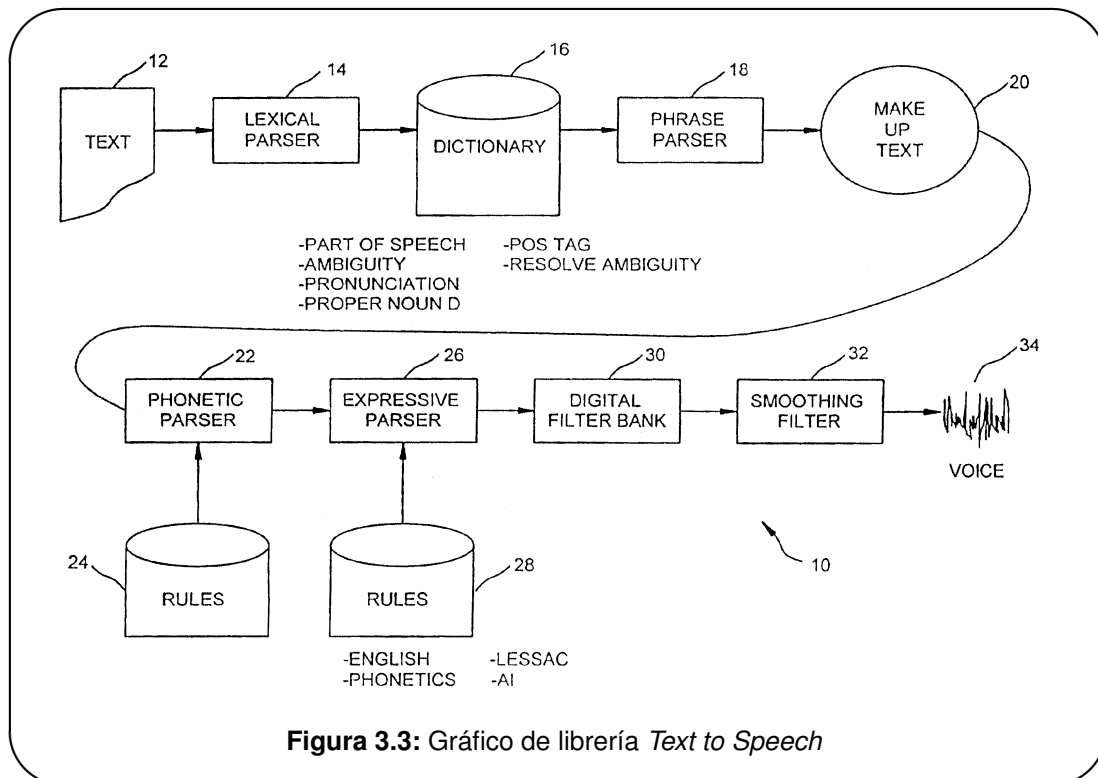 12
14
16
18
20
TEXT
LEXICAL
PARSER
DICTIONARY
PHRASE
PARSER
MAKE
UP
TEXT
-PART OF SPEECH
-AMBIGUITY
-PRONUNCIATION
-PROPER NOUN D
-POS TAG
-RESOLVE AMBIGUITY
22
26
30
32
34
PHONETIC
PARSER
EXPRESSIVE
PARSER
DIGITAL
FILTER BANK
SMOOTHING
FILTER
VOICE
24
RULES
28
RULES
10
-ENGLISH
-PHONETICS
-LESSAC
-AI
Figura 3.3: Gráfico de librería Text to Speech